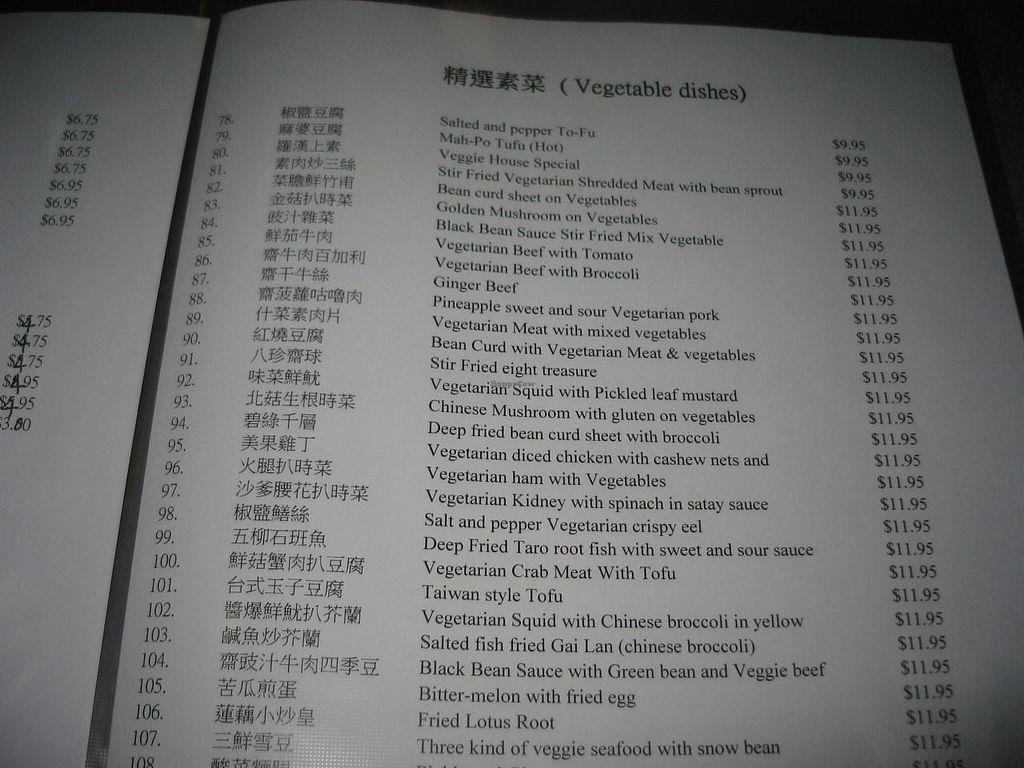 $6.75
$6.75
$6.75
$6.75
$6.95
$6.95
$6.95
精選素菜 ( Vegetable dishes)
78. 椒鹽豆腐 Salted and pepper To-Fu $9.95
79. 麻婆豆腐 Mah-Po Tufu (Hot) $9.95
80. 羅漢上素 Veggie House Special $9.95
81. 素肉炒三絲 Stir Fried Vegetarian Shredded Meat with bean sprout $9.95
82. 菜膽鮮竹甫 Bean curd sheet on Vegetables $11.95
83. 金菇扒時菜 Golden Mushroom on Vegetables $11.95
84. 豉汁雜菜 Black Bean Sauce Stir Fried Mix Vegetable $11.95
85. 鮮茄牛肉 Vegetarian Beef with Tomato $11.95
86. 齋牛肉百加利 Vegetarian Beef with Broccoli $11.95
87. 齋干牛絲 Ginger Beef $11.95
88. 齋菠蘿咕嚕肉 Pineapple sweet and sour Vegetarian pork $11.95
89. 什菜素肉片 Vegetarian Meat with mixed vegetables $11.95
90. 紅燒豆腐 Bean Curd with Vegetarian Meat & vegetables $11.95
91. 八珍齋球 Stir Fried eight treasure $11.95
92. 味菜鮮魷 Vegetarian Squid with Pickled leaf mustard $11.95
93. 北菇生根時菜 Chinese Mushroom with gluton on vegetables $11.95
94. 碧綠千層 Deep fried bean curd sheet with broccoli $11.95
95. 美果雞丁 Vegetarian diced chicken with cashew nets and $11.95
96. 火腿扒時菜 Vegetarian ham with Vegetables $11.95
97. 沙爹腰花扒時菜 Vegetarian Kidney with spinach in satay sauce $11.95
98. 椒鹽鱔絲 Salt and pepper Vegetarian crispy eel $11.95
99. 五柳石班魚 Deep Fried Taro root fish with sweet and sour sauce $11.95
100. 鮮菇蟹肉扒豆腐 Vegetarian Crab Meat With Tofu $11.95
101. 台式玉子豆腐 Taiwan style Tofu $11.95
102. 醬爆鮮魷扒芥蘭 Vegetarian Squid with Chinese broccoli in yellow $11.95
103. 鹹魚炒芥蘭 Salted fish fried Gai Lan (chinese broccoli) $11.95
104. 齋豉汁牛肉四季豆 Black Bean Sauce with Green bean and Veggie beef $11.95
105. 苦瓜煎蛋 Bitter-melon with fried egg $11.95
106. 蓮藕小炒皇 Fried Lotus Root $11.95
107. 三鮮雪豆 Three kind of veggie seafood with snow bean $11.95
108